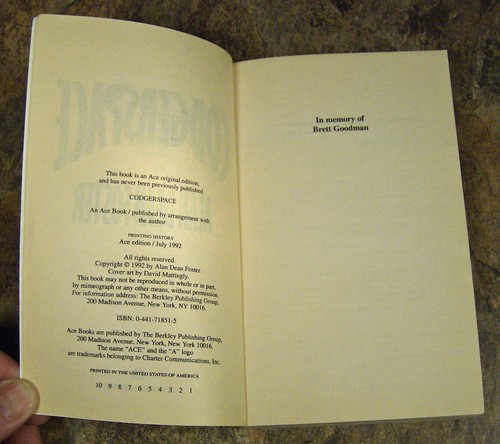 This book is an Ace original edition,
and has never been previously published.
CODGERSPACE
An Ace Book / published by arrangement with
the author
PRINTING HISTORY
Ace edition / July 1992
All rights reserved.
Copyright © 1992 by Alan Dean Foster.
Cover art by David Mattingly.
This book may not be reproduced in whole or in part,
by mimeograph or any other means, without permission.
For information address: The Berkley Publishing Group,
200 Madison Avenue, New York, NY 10016.
ISBN: 0-441-71851-5
Ace Books are published by The Berkley Publishing Group,
200 Madison Avenue, New York, New York 10016.
The name "ACE" and the "A" logo
are trademarks belonging to Charter Communications, Inc.
PRINTED IN THE UNITED STATES OF AMERICA
10 9 8 7 6 5 4 3 2 1
In memory of
Brett Goodman